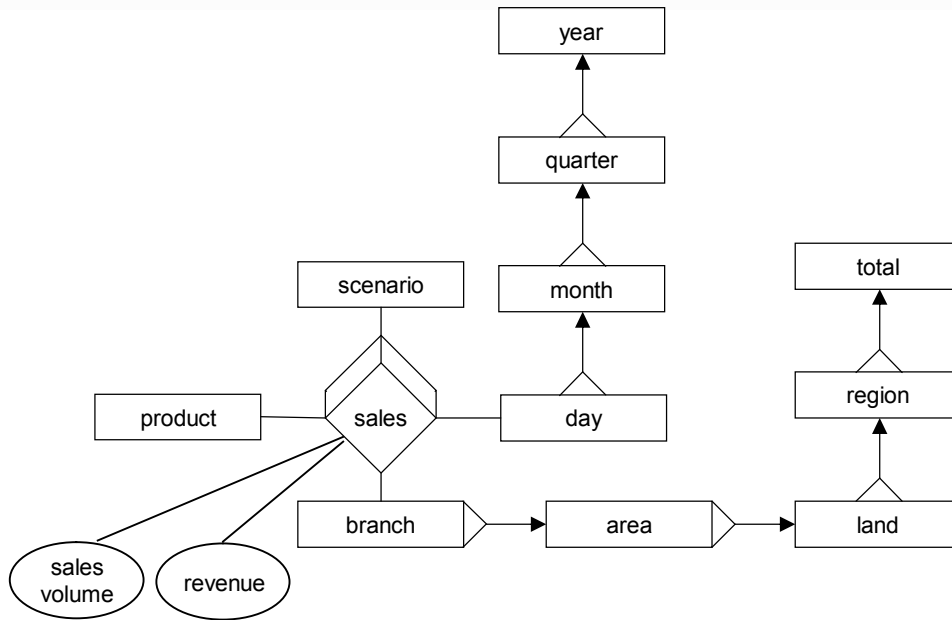 year
quarter
total
scenario
month
region
product
sales
day
branch
area
land
sales
volume
revenue